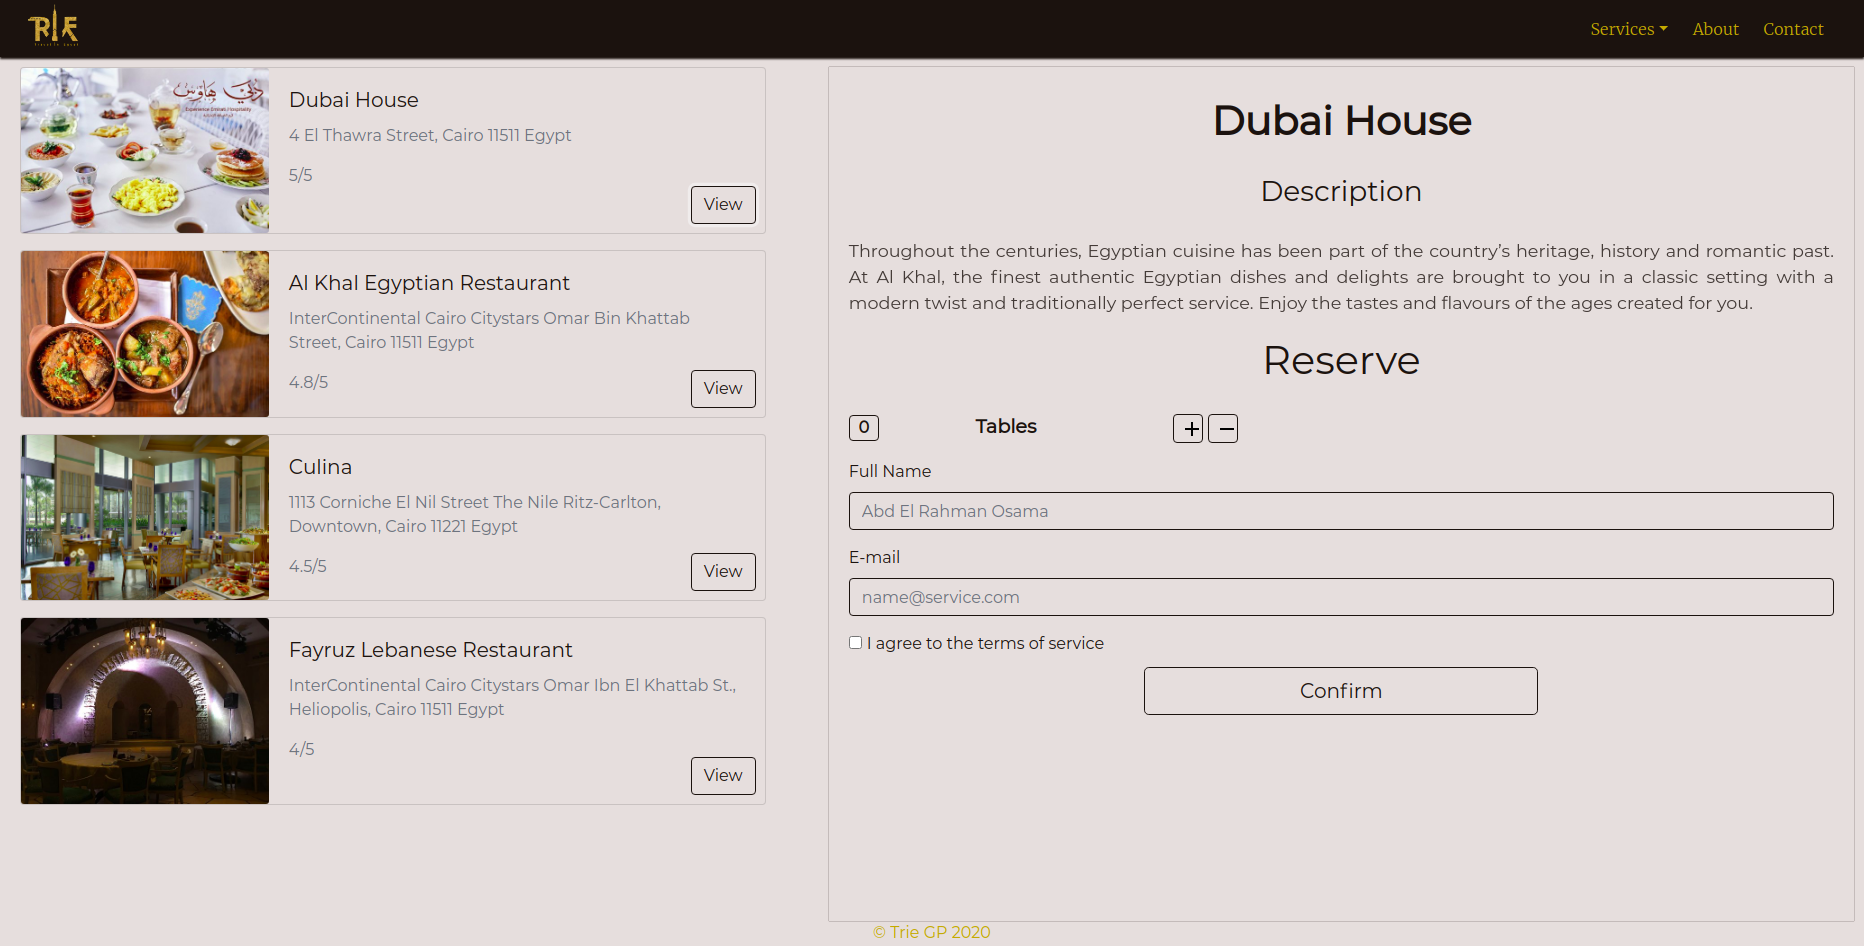 TRIE
Services
About
Contact
دبي هاوس
Dubai House
4 El Thawra Street, Cairo 11511 Egypt
5/5
View
Al Khal Egyptian Restaurant
InterContinental Cairo Citystars Omar Bin Khattab
Street, Cairo 11511 Egypt
4.8/5
View
Culina
1113 Corniche El Nil Street The Nile Ritz-Carlton,
Downtown, Cairo 11221 Egypt
4.5/5
View
Fayruz Lebanese Restaurant
InterContinental Cairo Citystars Omar Ibn El Khattab St.,
Heliopolis, Cairo 11511 Egypt
4/5
View
Dubai House
Description
Throughout the centuries, Egyptian cuisine has been part of the country’s heritage, history and romantic past.
At Al Khal, the finest authentic Egyptian dishes and delights are brought to you in a classic setting with a
modern twist and traditionally perfect service. Enjoy the tastes and flavours of the ages created for you.
Reserve
0 Tables + −
Full Name
Abd El Rahman Osama
E-mail
name@service.com
I agree to the terms of service
Confirm
© Trie GP 2020